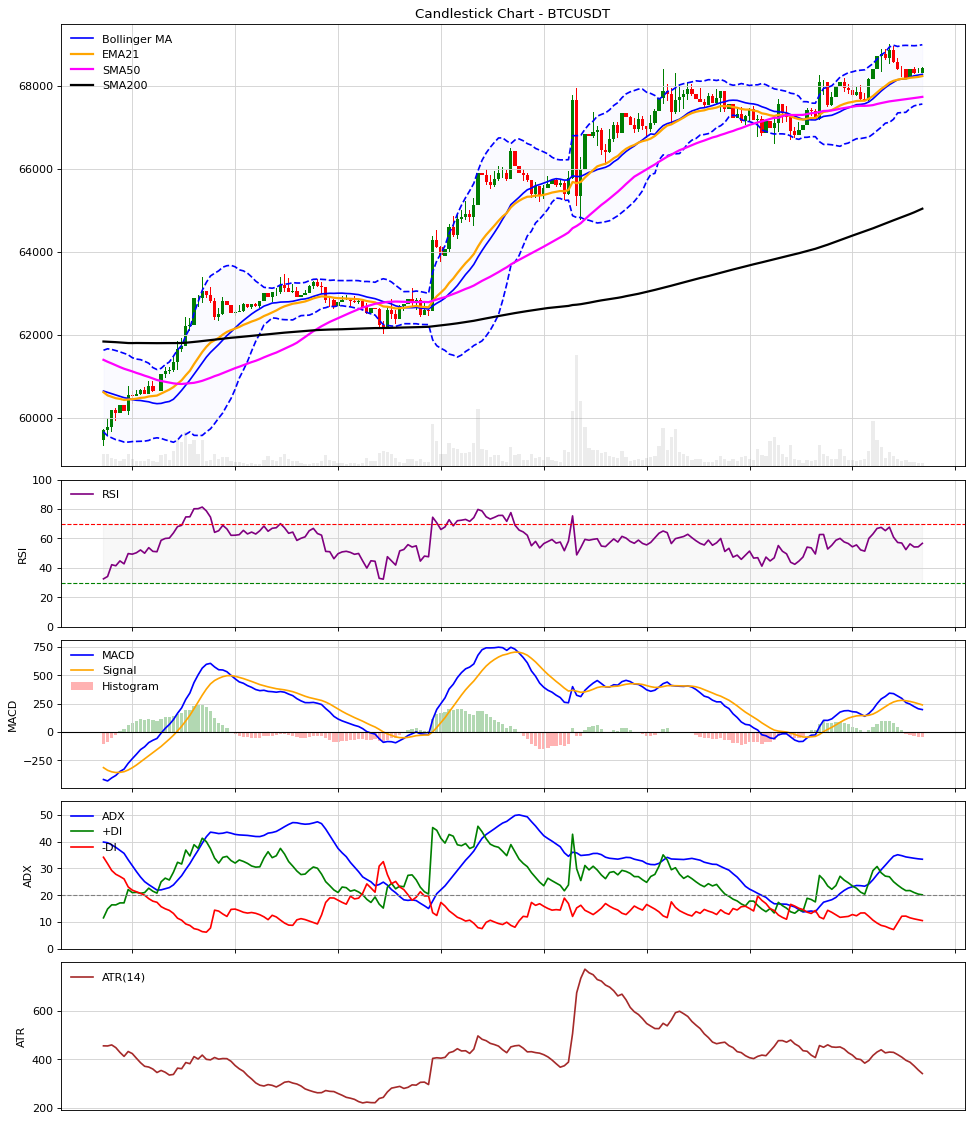 Candlestick Chart - BTCUSDT
Bollinger MA
EMA21
SMA50
SMA200
68000
66000
64000
62000
60000
RSI
RSI
100
80
60
40
20
0
MACD
Signal
Histogram
MACD
750
500
250
0
−250
ADX
+DI
-DI
ADX
50
40
30
20
10
0
ATR(14)
ATR
600
400
200